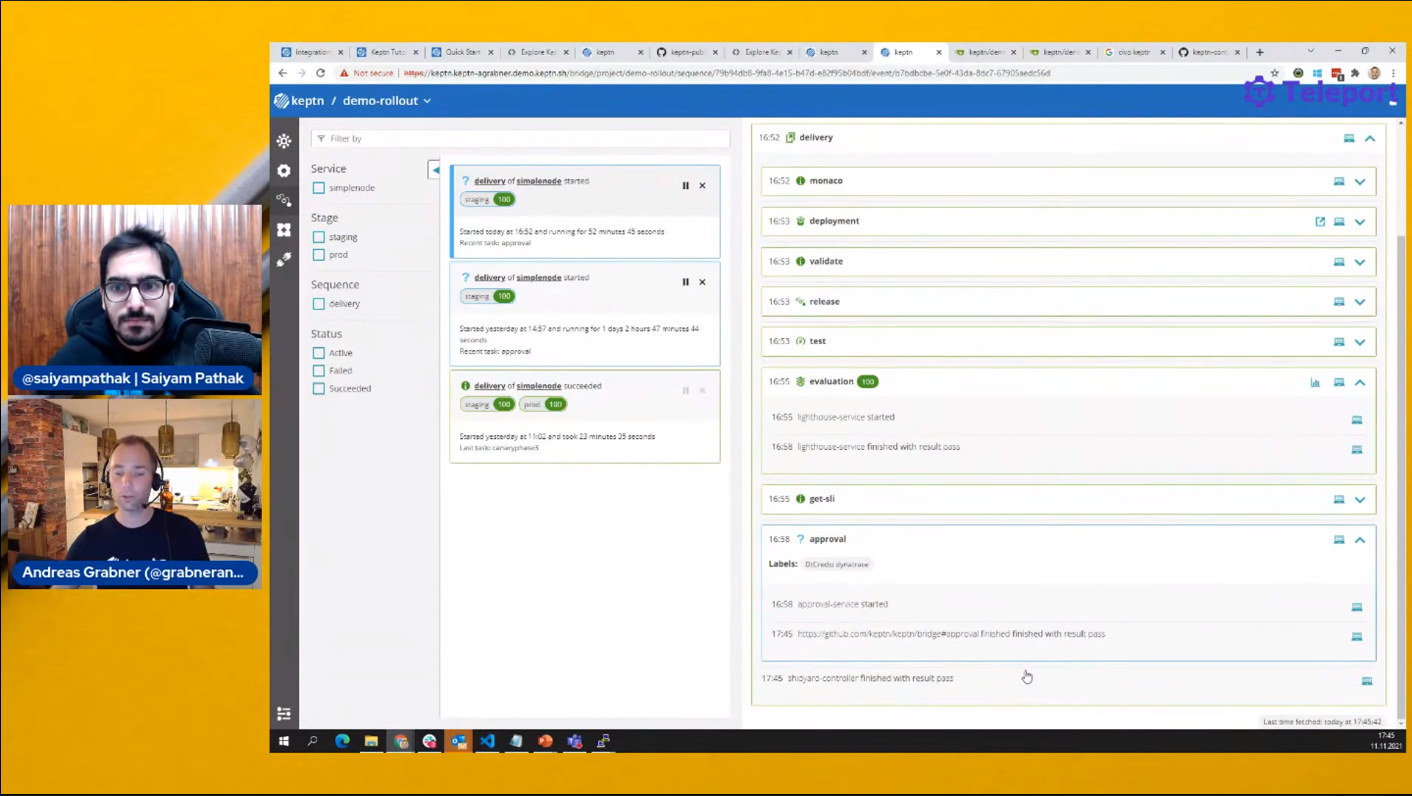 Integration
Keptn Tuto
Quick Start
Explore Ke
keptn
keptn-pub
Explore Ke
keptn
keptn
keptn/dem
keptn/dem
civo keptn
keptn-con
Not secure
https://keptn.keptn-agrabner.demo.keptn.sh/bridge/project/demo-rollout/sequence/79b94db8-9fa8-4e15-b47d-e82f95b04bdf/event/b7bdbcbe-5e0f-43da-8dc7-67905aedc56d
Teleport
keptn / demo-rollout
Filter by
Service
simplenode
Stage
staging
prod
Sequence
delivery
Status
Active
Failed
Succeeded
delivery of simplenode started
staging 100
Started today at 16:52 and running for 52 minutes 45 seconds
Recent task: approval
delivery of simplenode started
staging 100
Started yesterday at 14:57 and running for 1 days 2 hours 47 minutes 44
seconds
Recent task: approval
delivery of simplenode succeeded
staging 100 prod 100
Started yesterday at 11:02 and took 23 minutes 35 seconds
Last task: canaryphase3
16:52 delivery
16:52 monaco
16:53 deployment
16:53 validate
16:53 release
16:53 test
16:55 evaluation 100
16:55 lighthouse-service started
16:58 lighthouse-service finished with result pass
16:55 get-sli
16:58 ? approval
Labels: DtCreds: dynatrace
16:58 approval-service started
17:45 https://github.com/keptn/keptn/bridge#approval.finished finished with result pass
17:45 shipyard-controller finished with result pass
Last time fetched: today at 17:45:42
17:45
11.11.2021
@saiyampathak | Saiyam Pathak
Andreas Grabner (@grabneran...